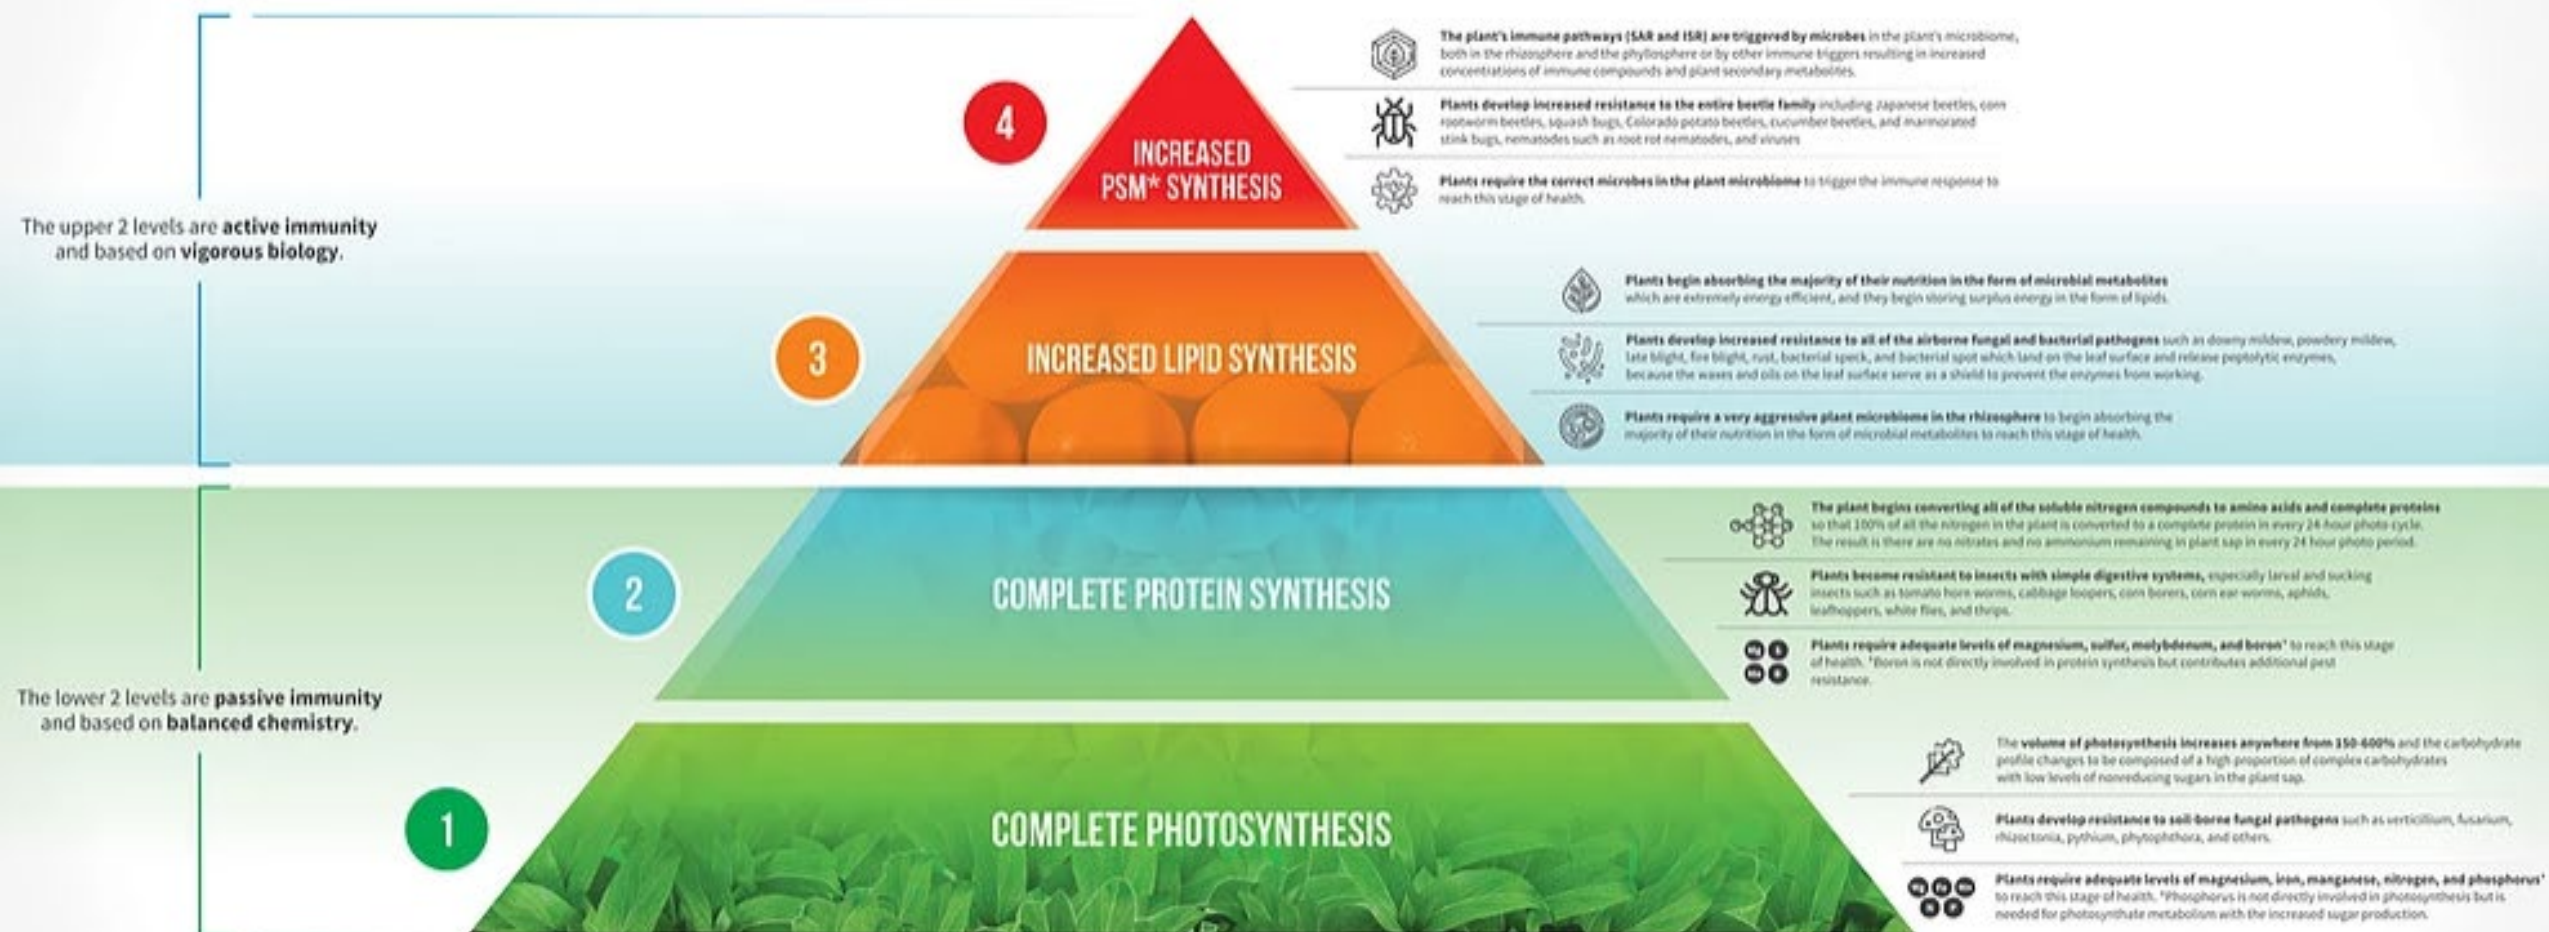 4
INCREASED
PSM* SYNTHESIS
The plant's immune pathways (SAR and ISR) are triggered by microbes in the plant's microbiome,
both in the rhizosphere and the phyllosphere or by other immune triggers resulting in increased
concentrations of immune compounds and plant secondary metabolites.
Plants develop increased resistance to the entire beetle family including Japanese beetles, corn
rootworm beetles, squash bugs, Colorado potato beetles, cucumber beetles, and marmorated
stink bugs, nematodes such as root rot nematodes, and viruses
Plants require the correct microbes in the plant microbiome to trigger the immune response to
reach this stage of health.
The upper 2 levels are active immunity
and based on vigorous biology.
3
INCREASED LIPID SYNTHESIS
Plants begin absorbing the majority of their nutrition in the form of microbial metabolites
which are extremely energy efficient, and they begin storing surplus energy in the form of lipids.
Plants develop increased resistance to all of the airborne fungal and bacterial pathogens such as downy mildew, powdery mildew,
late blight, fire blight, rust, bacterial speck, and bacterial spot which land on the leaf surface and release peptolytic enzymes,
because the waxes and oils on the leaf surface serve as a shield to prevent the enzymes from working.
Plants require a very aggressive plant microbiome in the rhizosphere to begin absorbing the
majority of their nutrition in the form of microbial metabolites to reach this stage of health.
2
COMPLETE PROTEIN SYNTHESIS
The plant begins converting all of the soluble nitrogen compounds to amino acids and complete proteins
so that 100% of all the nitrogen in the plant is converted to a complete protein in every 24-hour photo cycle.
The result is there are no nitrates and no ammonium remaining in plant sap in every 24 hour photo period.
Plants become resistant to insects with simple digestive systems, especially larval and sucking
insects such as tomato horn worms, cabbage loopers, corn borers, corn ear worms, aphids,
leafhoppers, white flies, and thrips.
Plants require adequate levels of magnesium, sulfur, molybdenum, and boron* to reach this stage
of health. *Boron is not directly involved in protein synthesis but contributes additional pest
resistance.
The lower 2 levels are passive immunity
and based on balanced chemistry.
1
COMPLETE PHOTOSYNTHESIS
The volume of photosynthesis increases anywhere from 150-600% and the carbohydrate
profile changes to be composed of a high proportion of complex carbohydrates
with low levels of nonreducing sugars in the plant sap.
Plants develop resistance to soil-borne fungal pathogens such as verticillium, fusarium,
rhizoctonia, pythium, phytophthora, and others.
Plants require adequate levels of magnesium, iron, manganese, nitrogen, and phosphorus*
to reach this stage of health. *Phosphorus is not directly involved in photosynthesis but is
needed for photosynthate metabolism with the increased sugar production.